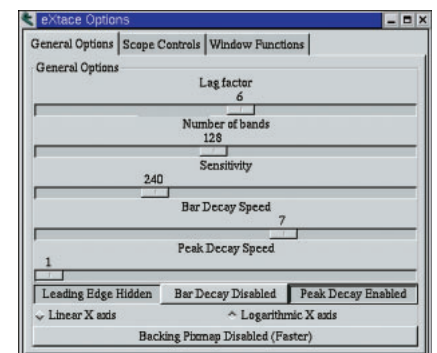 eXtace Options
General Options Scope Controls Window Functions
General Options
Lag factor
6
Number of bands
128
Sensitivity
240
Bar Decay Speed
7
Peak Decay Speed
1
Leading Edge Hidden Bar Decay Disabled Peak Decay Enabled
Linear X axis Logarithmic X axis
Backing Pixmap Disabled (Faster)